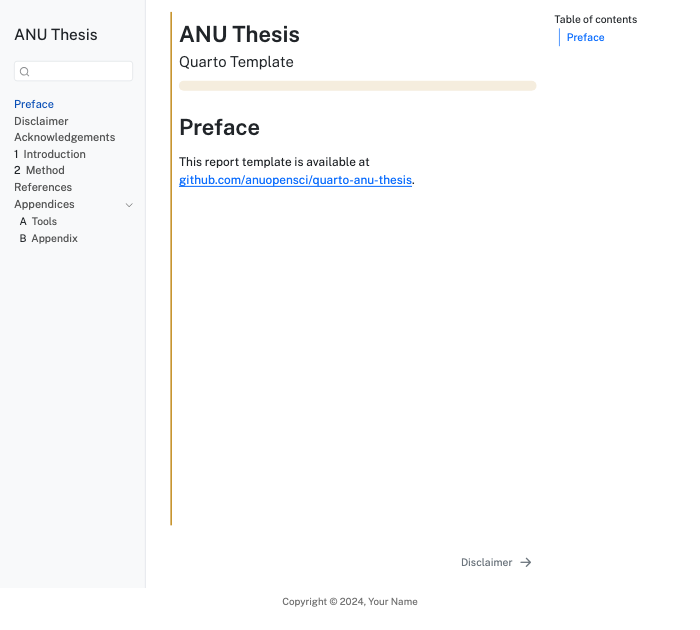 ANU Thesis
Preface
Disclaimer
Acknowledgements
1 Introduction
2 Method
References
Appendices
A Tools
B Appendix
ANU Thesis
Quarto Template
Preface
This report template is available at
github.com/anuopensci/quarto-anu-thesis.
Table of contents
Preface
Disclaimer
Copyright © 2024, Your Name